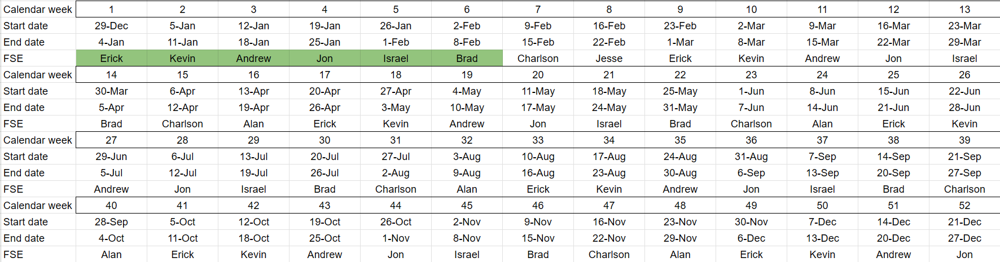 Calendar week 1 2 3 4 5 6 7 8 9 10 11 12 13
Start date 29-Dec 5-Jan 12-Jan 19-Jan 26-Jan 2-Feb 9-Feb 16-Feb 23-Feb 2-Mar 9-Mar 16-Mar 23-Mar
End date 4-Jan 11-Jan 18-Jan 25-Jan 1-Feb 8-Feb 15-Feb 22-Feb 1-Mar 8-Mar 15-Mar 22-Mar 29-Mar
FSE Erick Kevin Andrew Jon Israel Brad Charlson Jesse Erick Kevin Andrew Jon Israel
Calendar week 14 15 16 17 18 19 20 21 22 23 24 25 26
Start date 30-Mar 6-Apr 13-Apr 20-Apr 27-Apr 4-May 11-May 18-May 25-May 1-Jun 8-Jun 15-Jun 22-Jun
End date 5-Apr 12-Apr 19-Apr 26-Apr 3-May 10-May 17-May 24-May 31-May 7-Jun 14-Jun 21-Jun 28-Jun
FSE Brad Charlson Alan Erick Kevin Andrew Jon Israel Brad Charlson Alan Erick Kevin
Calendar week 27 28 29 30 31 32 33 34 35 36 37 38 39
Start date 29-Jun 6-Jul 13-Jul 20-Jul 27-Jul 3-Aug 10-Aug 17-Aug 24-Aug 31-Aug 7-Sep 14-Sep 21-Sep
End date 5-Jul 12-Jul 19-Jul 26-Jul 2-Aug 9-Aug 16-Aug 23-Aug 30-Aug 6-Sep 13-Sep 20-Sep 27-Sep
FSE Andrew Jon Israel Brad Charlson Alan Erick Kevin Andrew Jon Israel Brad Charlson
Calendar week 40 41 42 43 44 45 46 47 48 49 50 51 52
Start date 28-Sep 5-Oct 12-Oct 19-Oct 26-Oct 2-Nov 9-Nov 16-Nov 23-Nov 30-Nov 7-Dec 14-Dec 21-Dec
End date 4-Oct 11-Oct 18-Oct 25-Oct 1-Nov 8-Nov 15-Nov 22-Nov 29-Nov 6-Dec 13-Dec 20-Dec 27-Dec
FSE Alan Erick Kevin Andrew Jon Israel Brad Charlson Alan Erick Kevin Andrew Jon